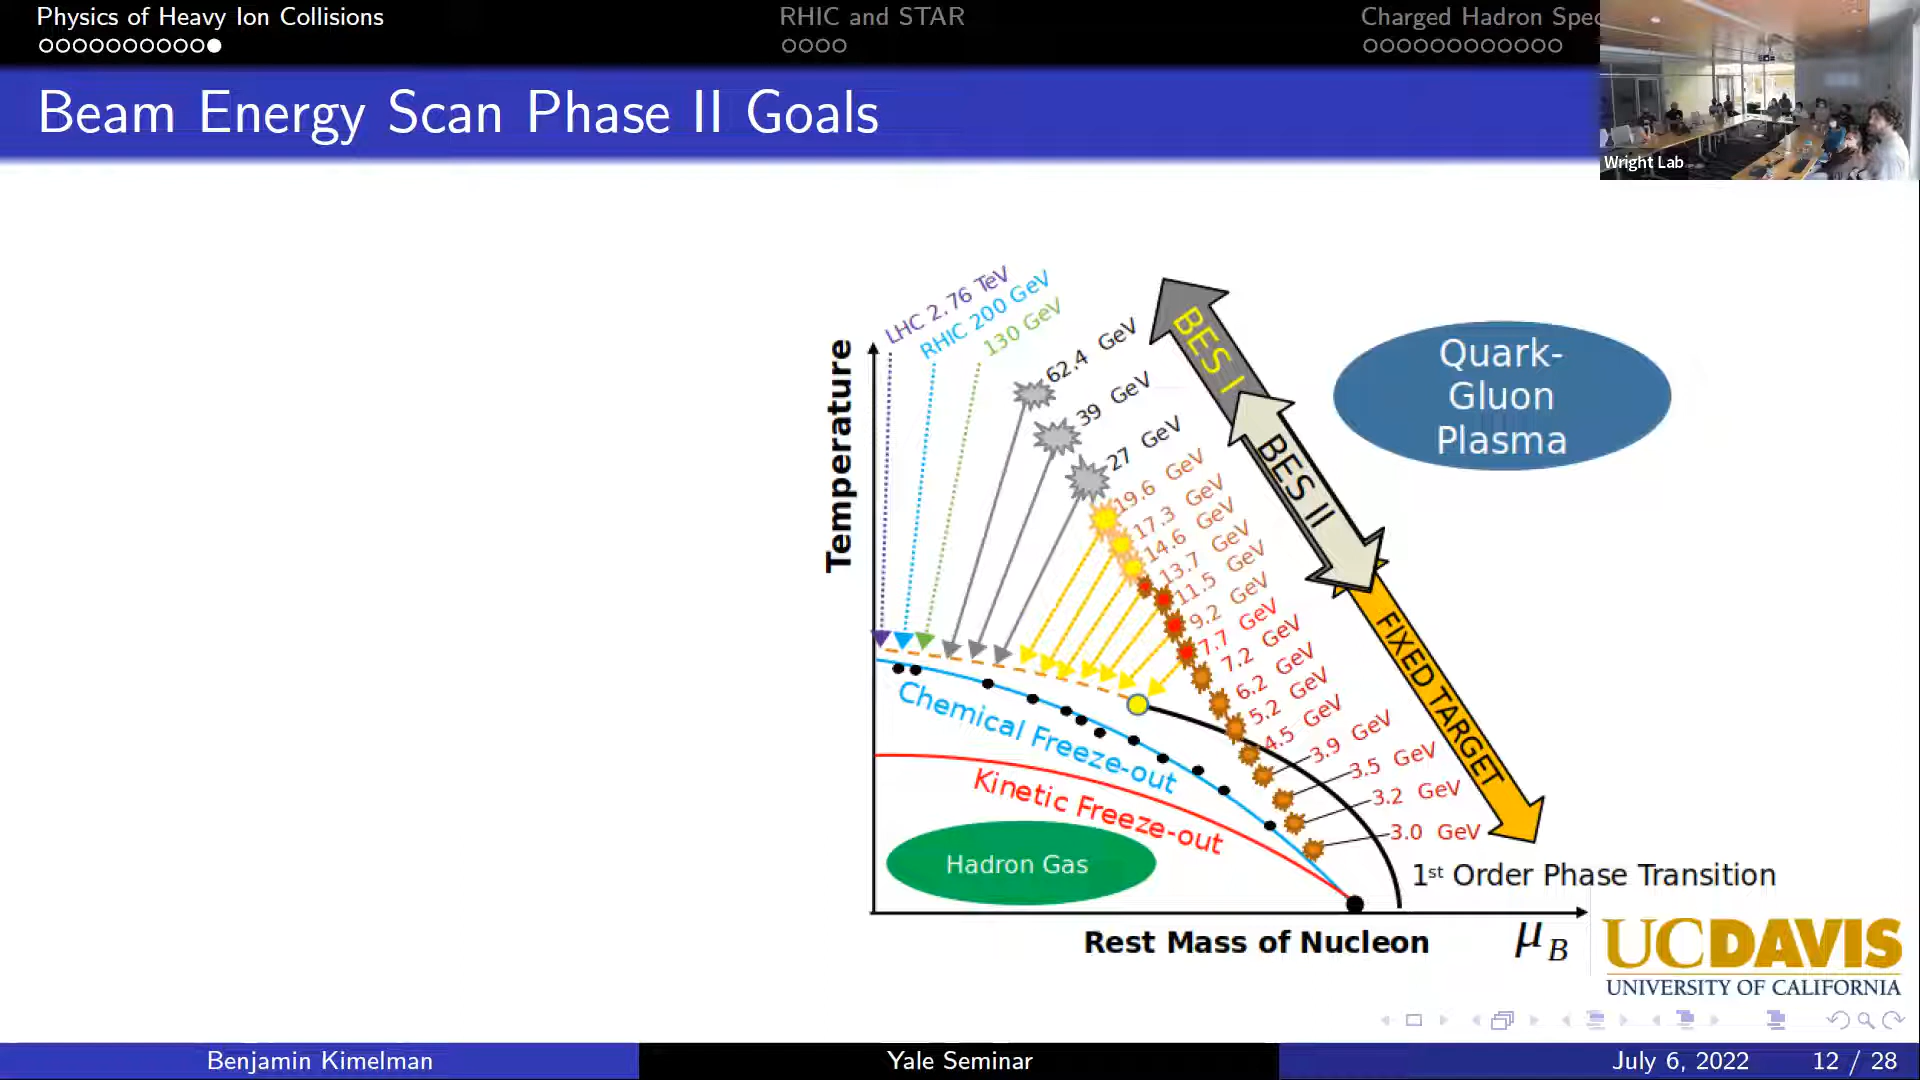 Physics of Heavy Ion Collisions
RHIC and STAR
Charged Hadron Spec
Beam Energy Scan Phase II Goals
Wright Lab
LHC 2.76 TeV
RHIC 200 GeV
130 GeV
62.4 GeV
39 GeV
27 GeV
19.6 GeV
17.3 GeV
14.6 GeV
13.7 GeV
11.5 GeV
9.2 GeV
7.7 GeV
7.2 GeV
6.2 GeV
5.2 GeV
4.5 GeV
3.9 GeV
3.5 GeV
3.2 GeV
3.0 GeV
BES I
BES II
FIXED TARGET
Quark-
Gluon
Plasma
Temperature
Chemical Freeze-out
Kinetic Freeze-out
Hadron Gas
1st Order Phase Transition
Rest Mass of Nucleon
μB
UCDAVIS
UNIVERSITY OF CALIFORNIA
Benjamin Kimelman
Yale Seminar
July 6, 2022
12 / 28